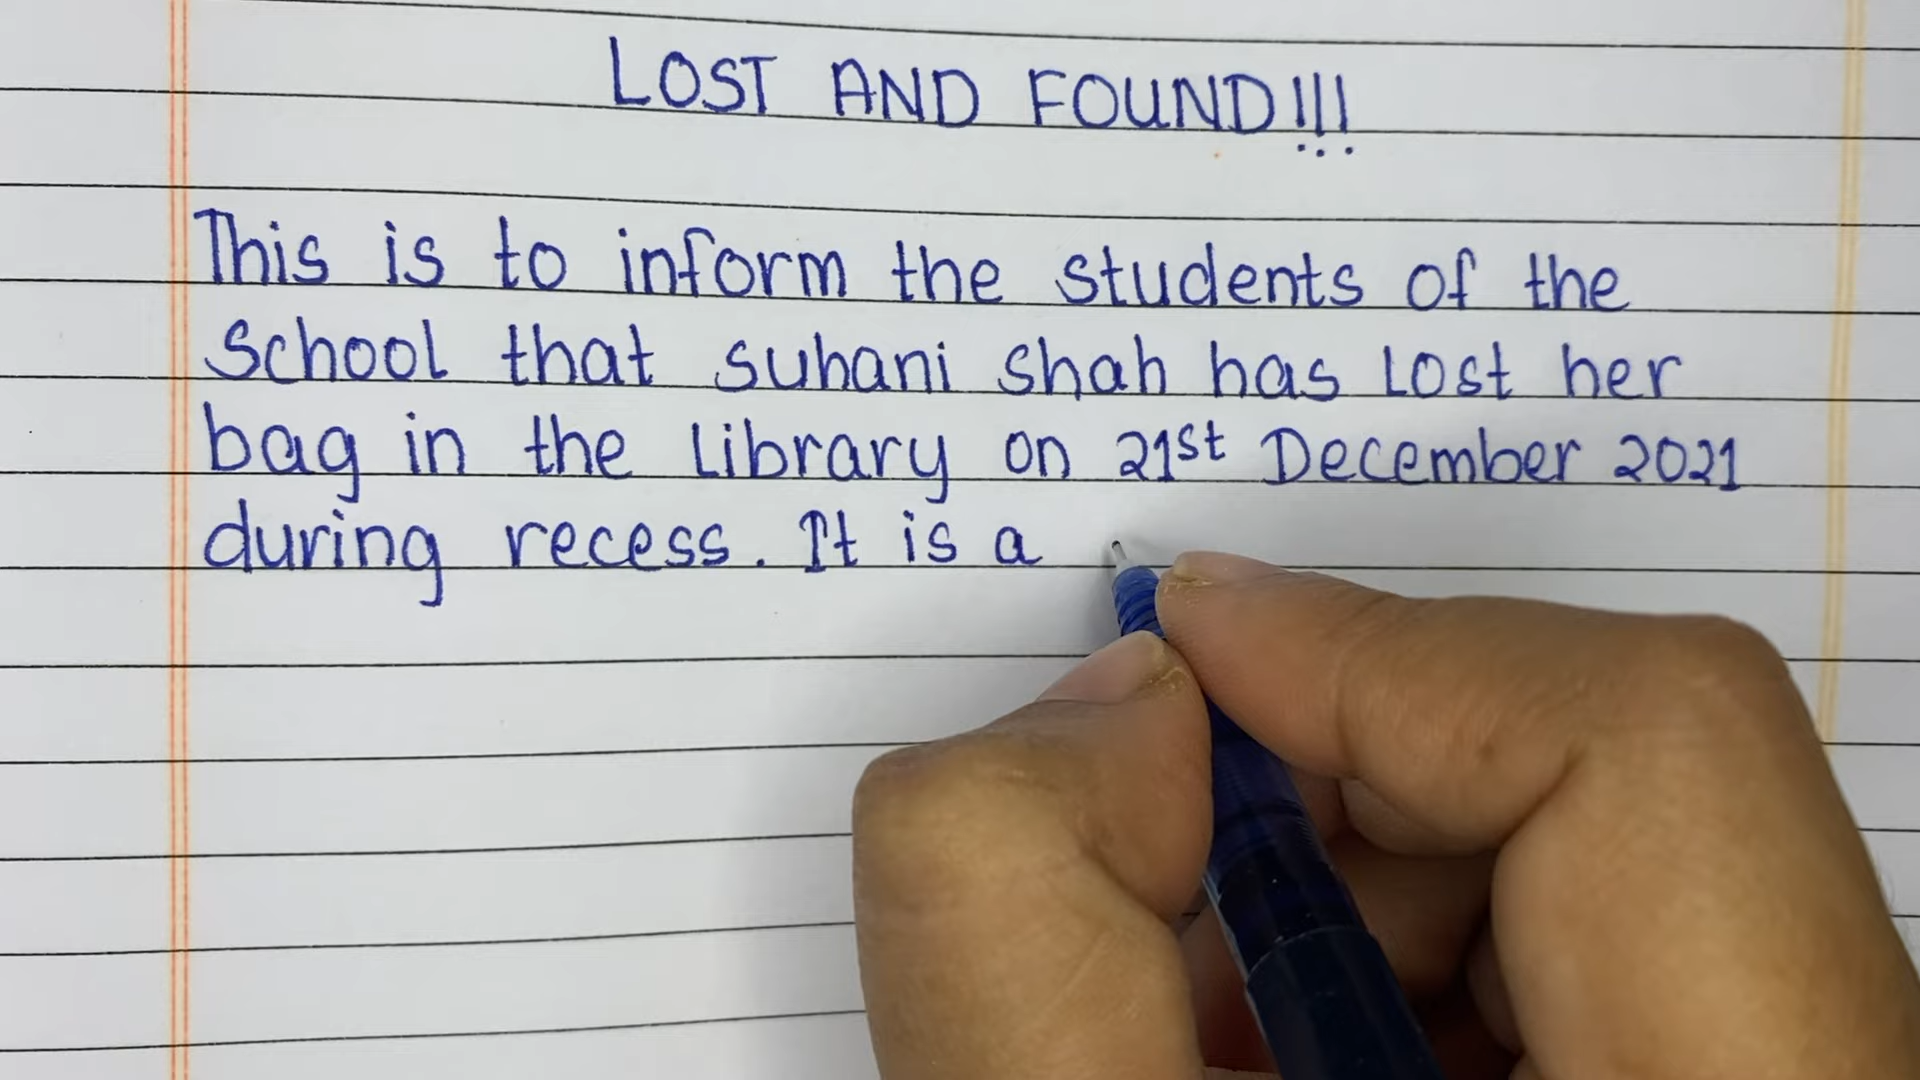 LOST AND FOUND!!!
This is to inform the students of the
school that suhani shah has lost her
bag in the library on 21st December 2021
during recess. It is a